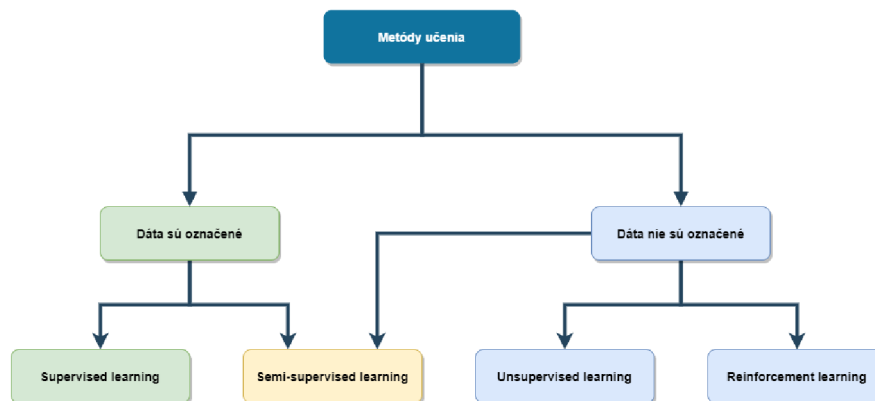 Metódy učenia
Dáta sú označené
Dáta nie sú označené
Supervised learning
Semi-supervised learning
Unsupervised learning
Reinforcement learning